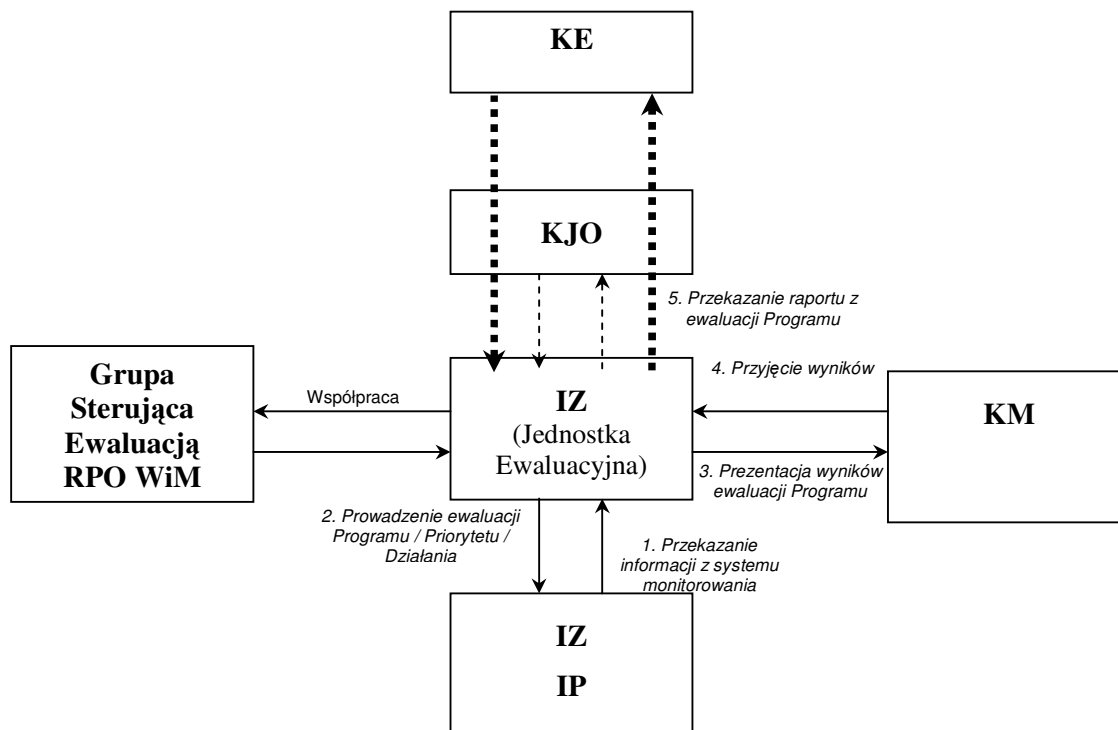 KE
KJO
5. Przekazanie raportu z
ewaluacji Programu
Grupa
Sterująca
Ewaluacją
RPO WiM
Współpraca
IZ
(Jednostka
Ewaluacyjna)
4. Przyjęcie wyników
KM
3. Prezentacja wyników
ewaluacji Programu
2. Prowadzenie ewaluacji
Programu / Priorytetu /
Działania
1. Przekazanie
informacji z systemu
monitorowania
IZ
IP